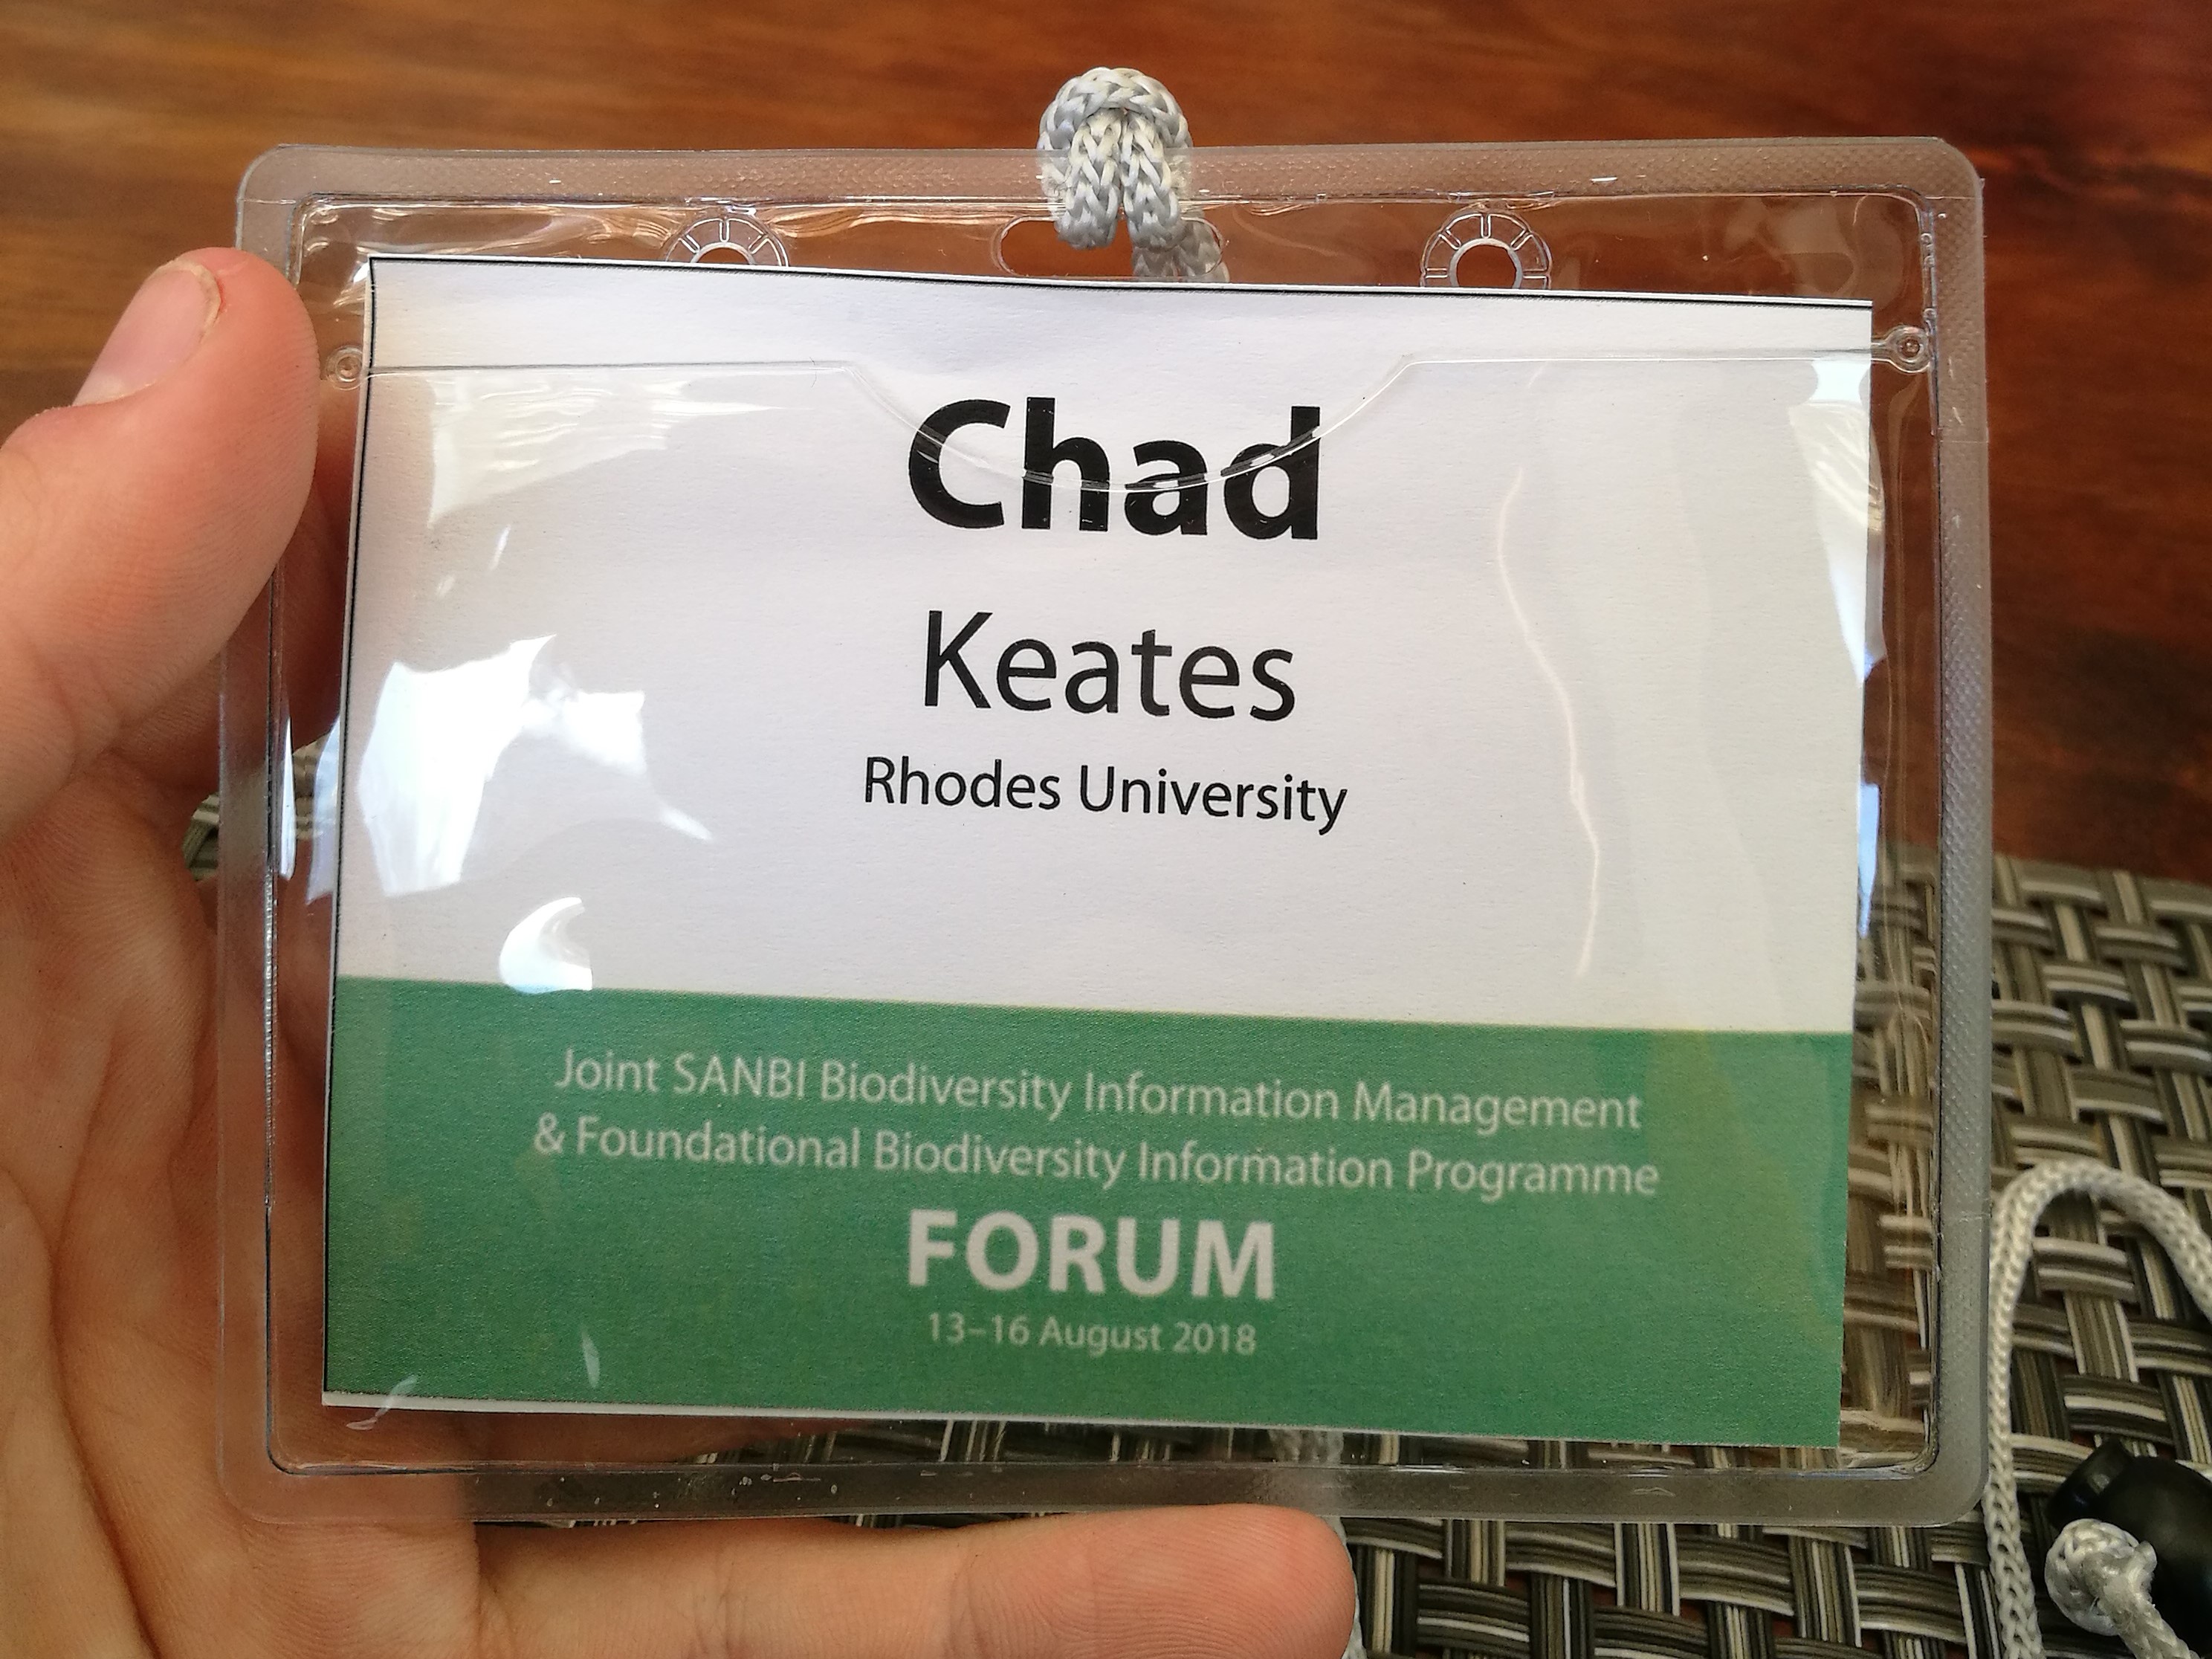 Chad
Keates
Rhodes University
Joint SANBI Biodiversity Information Management
& Foundational Biodiversity Information Programme
FORUM
13–16 August 2018